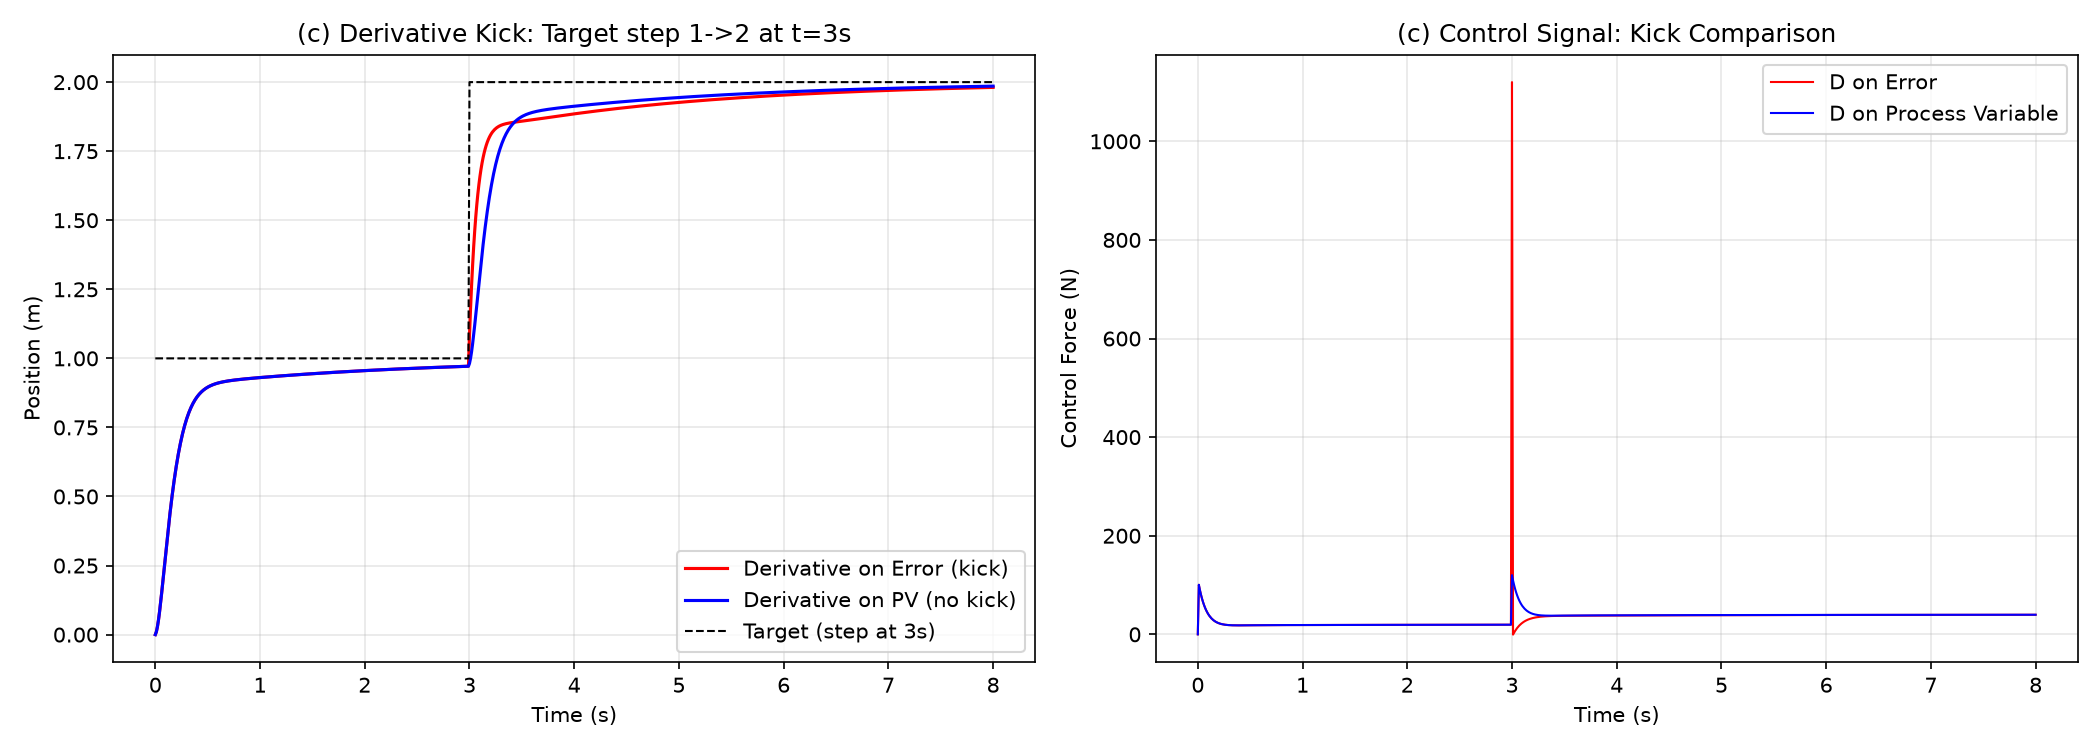 (c) Derivative Kick: Target step 1->2 at t=3s
Position (m)
2.00
1.75
1.50
1.25
1.00
0.75
0.50
0.25
0.00
Derivative on Error (kick)
Derivative on PV (no kick)
Target (step at 3s)
0 1 2 3 4 5 6 7 8
Time (s)
(c) Control Signal: Kick Comparison
Control Force (N)
1000
800
600
400
200
0
D on Error
D on Process Variable
0 1 2 3 4 5 6 7 8
Time (s)